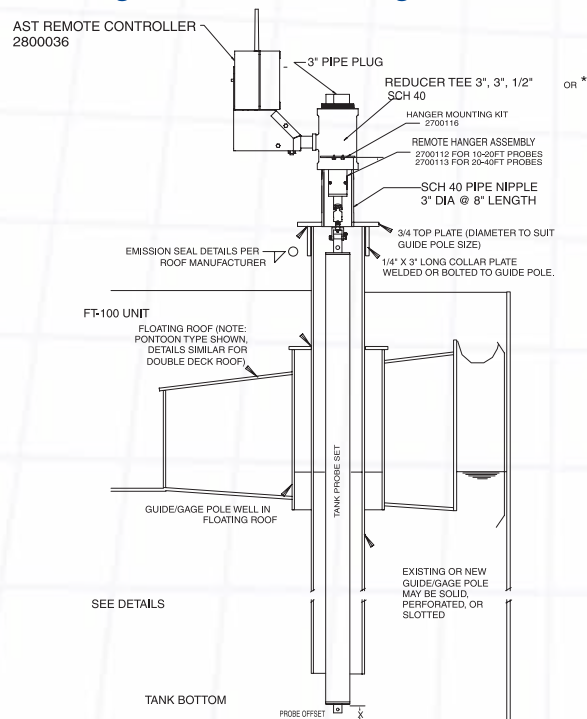 AST REMOTE CONTROLLER
2800036
3" PIPE PLUG
REDUCER TEE 3", 3", 1/2"
SCH 40
OR *
HANGER MOUNTING KIT
2700116
REMOTE HANGER ASSEMBLY
2700112 FOR 10-20FT PROBES
2700113 FOR 20-40FT PROBES
SCH 40 PIPE NIPPLE
3" DIA @ 8" LENGTH
3/4 TOP PLATE (DIAMETER TO SUIT
GUIDE POLE SIZE)
EMISSION SEAL DETAILS PER
ROOF MANUFACTURER
1/4" X 3" LONG COLLAR PLATE
WELDED OR BOLTED TO GUIDE POLE.
FT-100 UNIT
FLOATING ROOF (NOTE:
PONTOON TYPE SHOWN,
DETAILS SIMILAR FOR
DOUBLE DECK ROOF)
TANK PROBE SET
GUIDE/GAGE POLE WELL IN
FLOATING ROOF
EXISTING OR NEW
GUIDE/GAGE POLE
MAY BE SOLID,
PERFORATED, OR
SLOTTED
SEE DETAILS
TANK BOTTOM
PROBE OFFSET